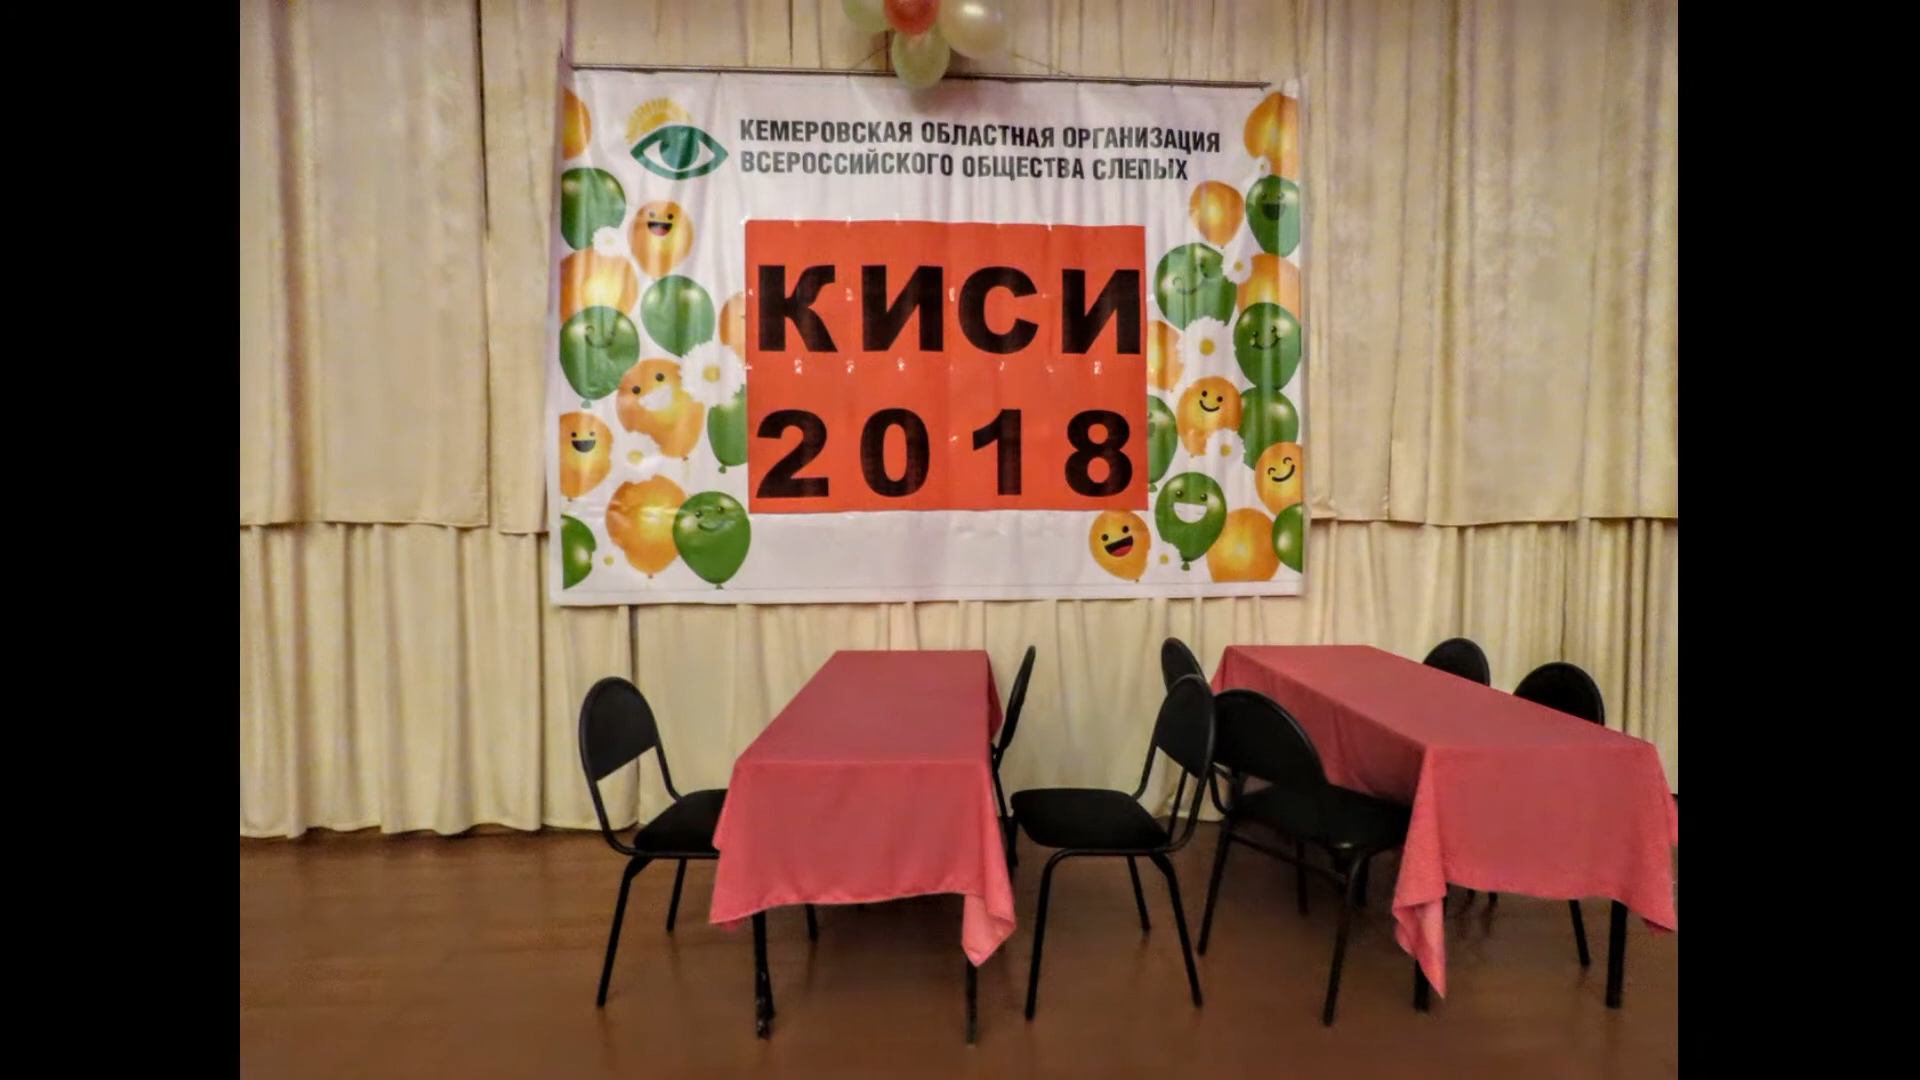 КЕМЕРОВСКАЯ ОБЛАСТНАЯ ОРГАНИЗАЦИЯ
ВСЕРОССИЙСКОГО ОБЩЕСТВА СЛЕПЫХ
КИСИ
2018